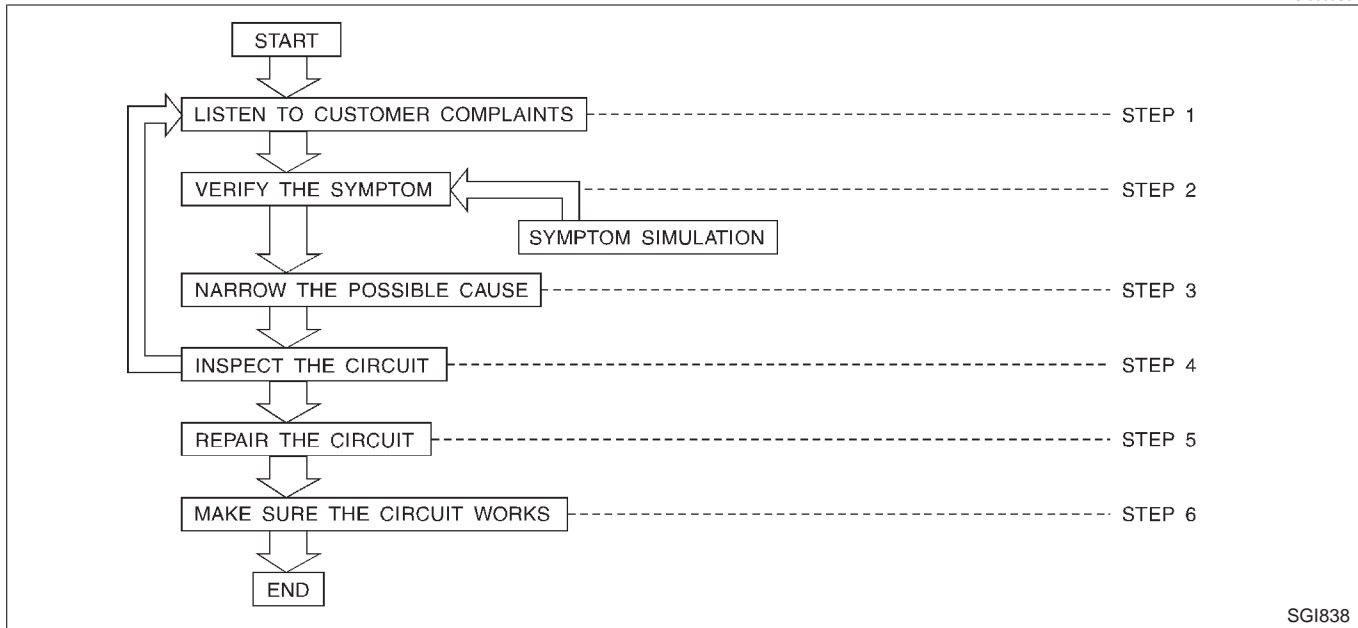 START
LISTEN TO CUSTOMER COMPLAINTS STEP 1
VERIFY THE SYMPTOM STEP 2
SYMPTOM SIMULATION
NARROW THE POSSIBLE CAUSE STEP 3
INSPECT THE CIRCUIT STEP 4
REPAIR THE CIRCUIT STEP 5
MAKE SURE THE CIRCUIT WORKS STEP 6
END
SGI838